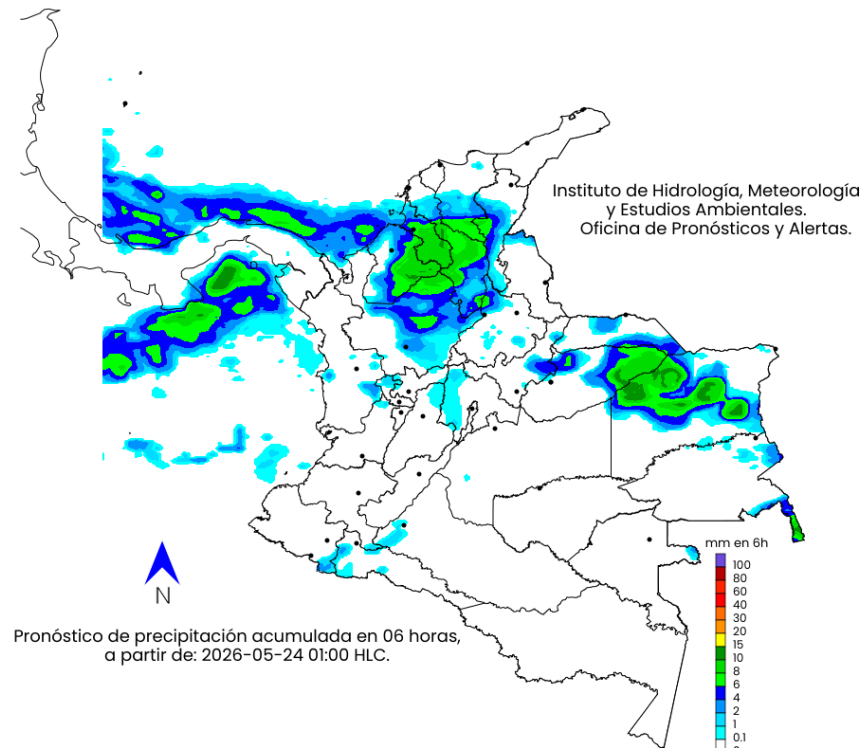 Instituto de Hidrología, Meteorología
y Estudios Ambientales.
Oficina de Pronósticos y Alertas.
N
Pronóstico de precipitación acumulada en 06 horas,
a partir de: 2026-05-24 01:00 HLC.
mm en 6h
100
80
60
40
30
20
15
10
8
6
4
2
1
0.1